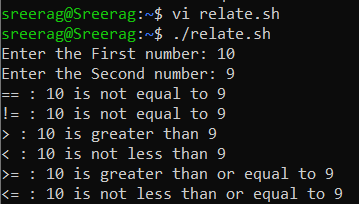 sreerag@Sreerag:~$ vi relate.sh
sreerag@Sreerag:~$ ./relate.sh
Enter the First number: 10
Enter the Second number: 9
== : 10 is not equal to 9
!= : 10 is not equal to 9
> : 10 is greater than 9
< : 10 is not less than 9
>= : 10 is greater than or equal to 9
<= : 10 is not less than or equal to 9